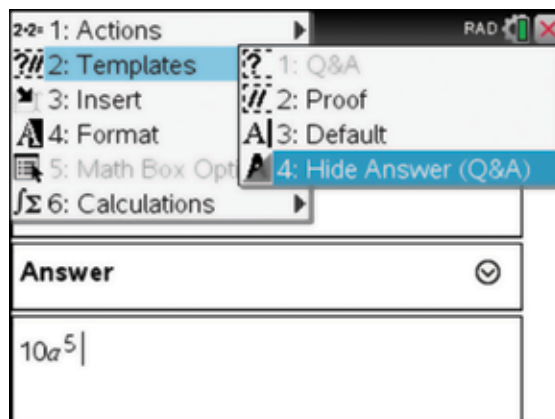 1: Actions
RAD
2: Templates
1: Q&A
3: Insert
2: Proof
4: Format
3: Default
5: Math Box Opt
4: Hide Answer (Q&A)
6: Calculations
Answer
10a⁵